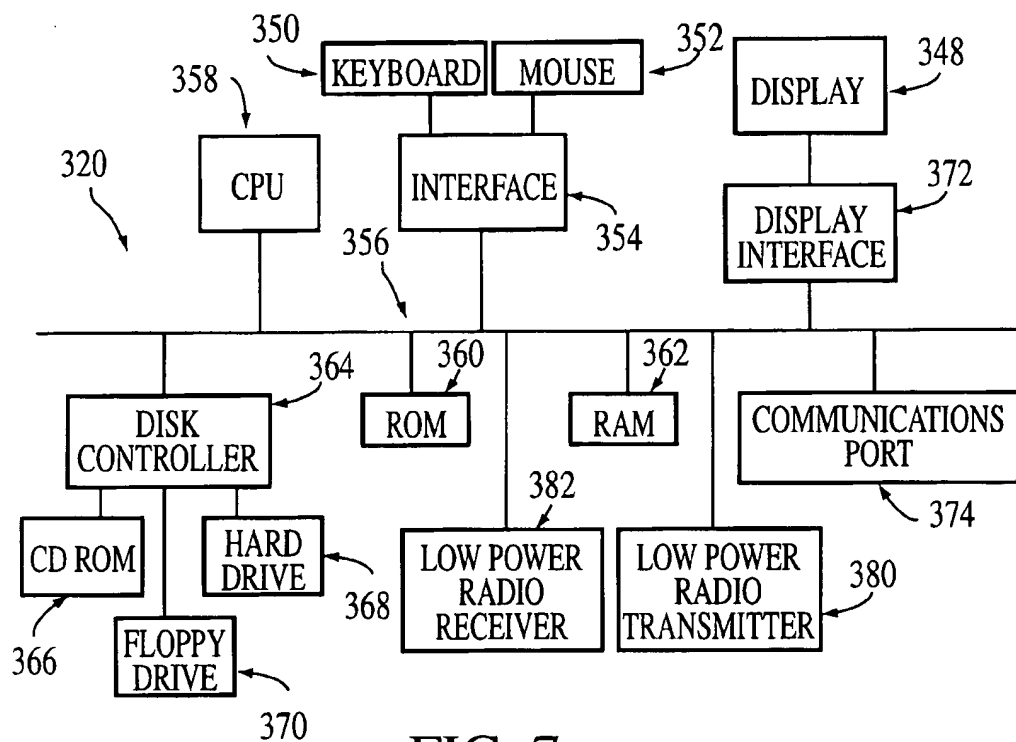 350
KEYBOARD
MOUSE
352
358
DISPLAY
348
320
CPU
INTERFACE
354
372
DISPLAY
INTERFACE
356
364
360
362
DISK
CONTROLLER
ROM
RAM
COMMUNICATIONS
PORT
374
382
CD ROM
HARD
DRIVE
LOW POWER
RADIO
RECEIVER
LOW POWER
RADIO
TRANSMITTER
380
368
366
FLOPPY
DRIVE
370